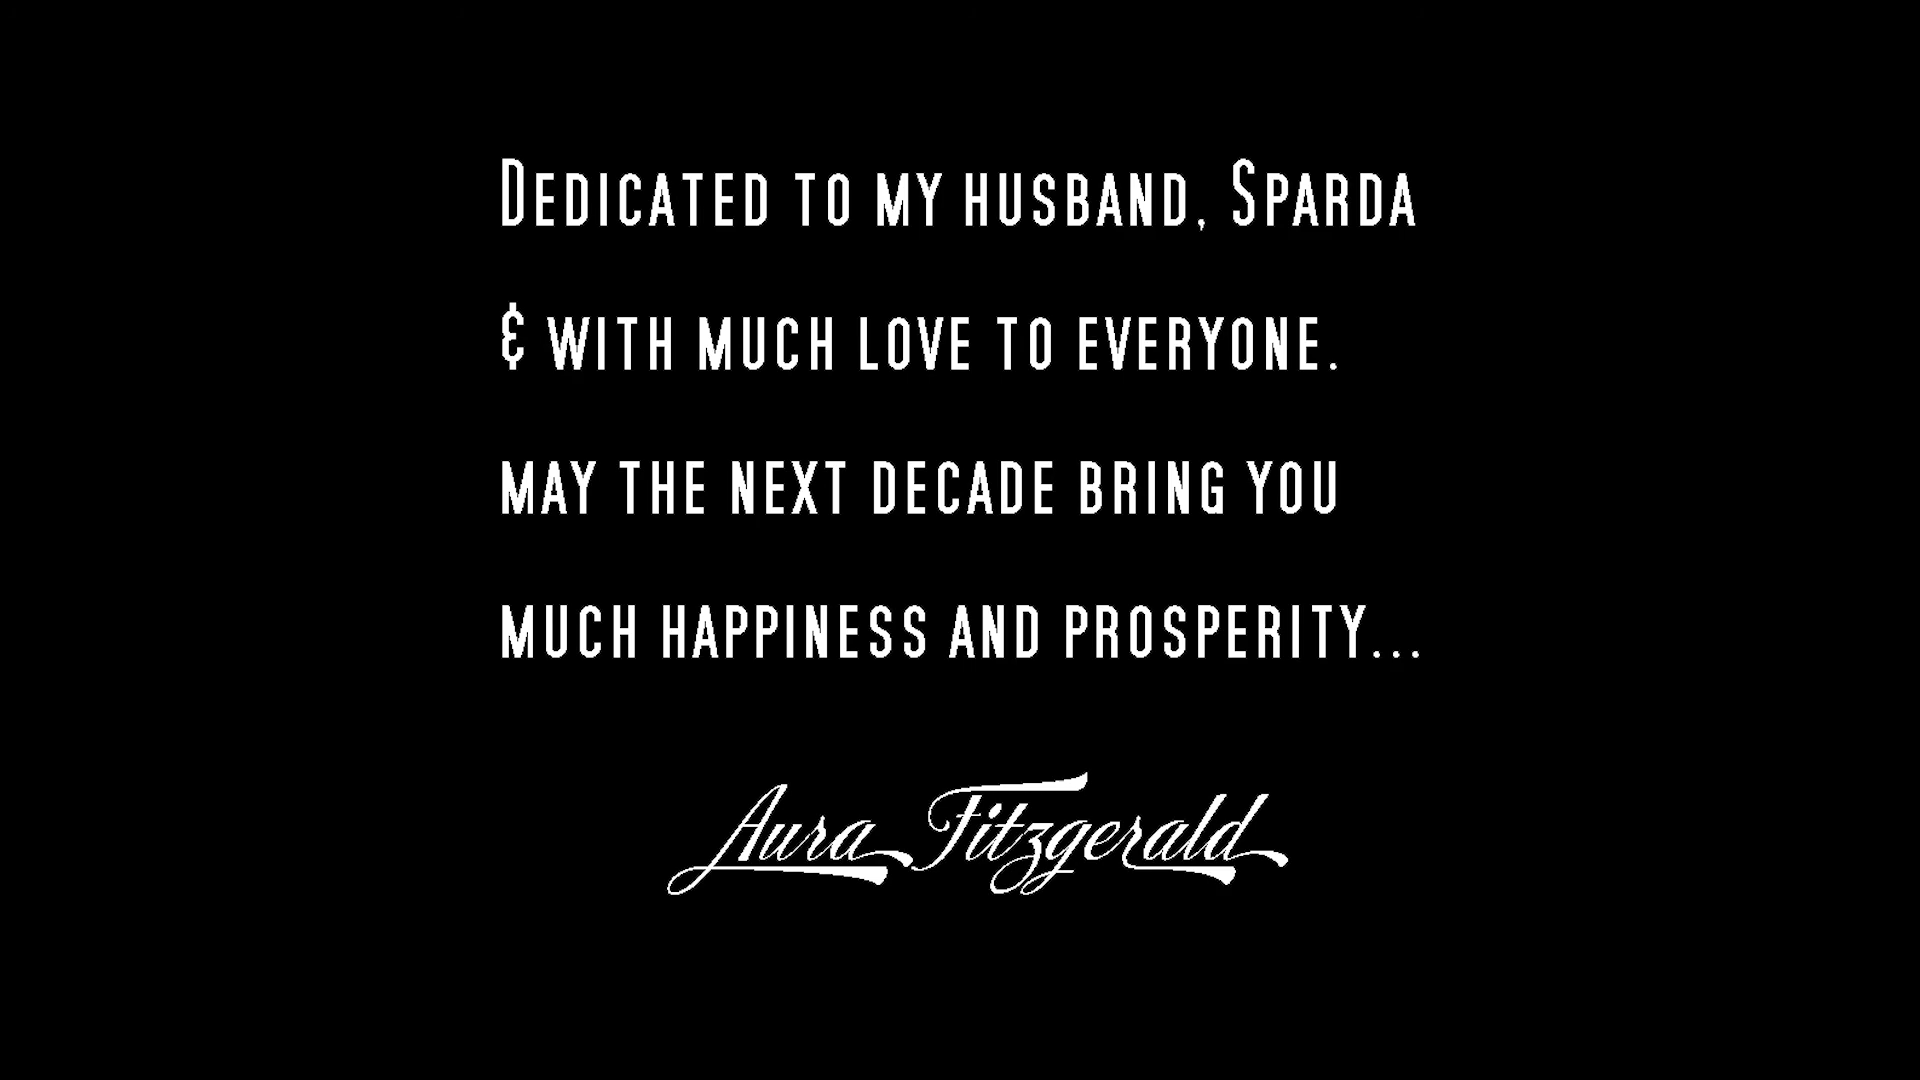 Dedicated to my husband, Sparda
& with much love to everyone.
may the next decade bring you
much happiness and prosperity...
Aura Fitzgerald